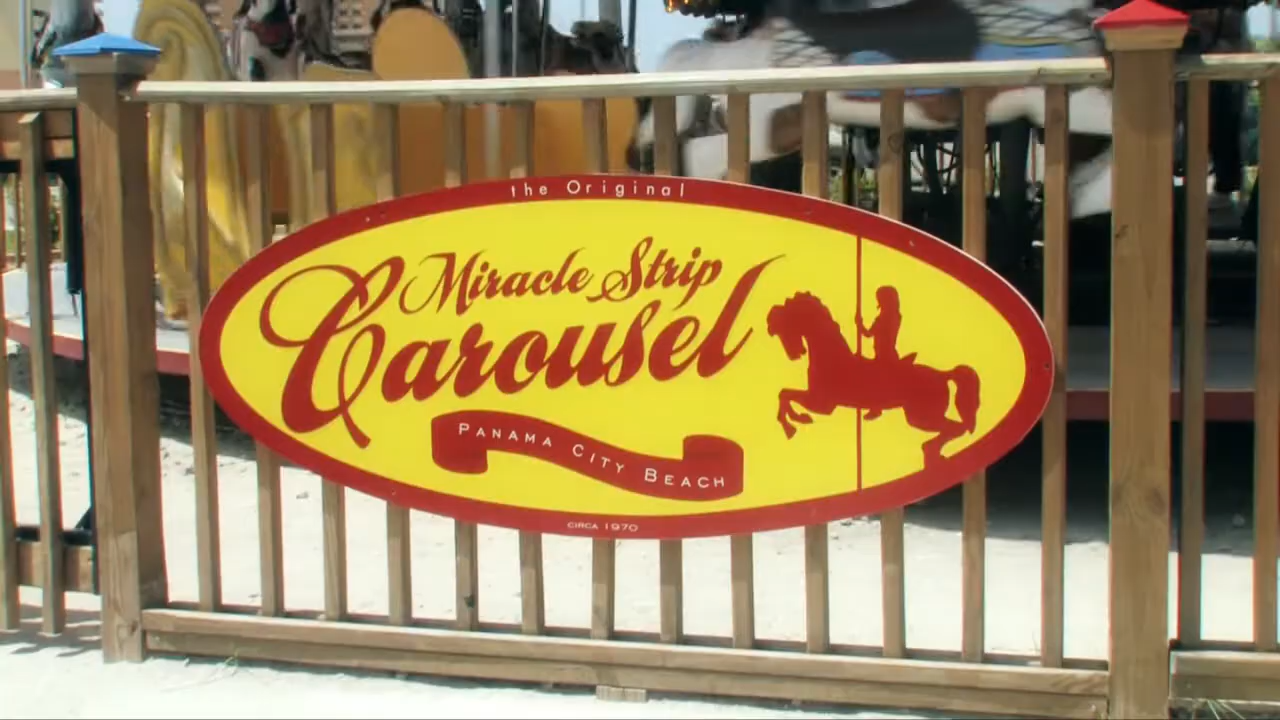 the Original
Miracle Strip
Carousel
PANAMA CITY BEACH
CIRCA 1970